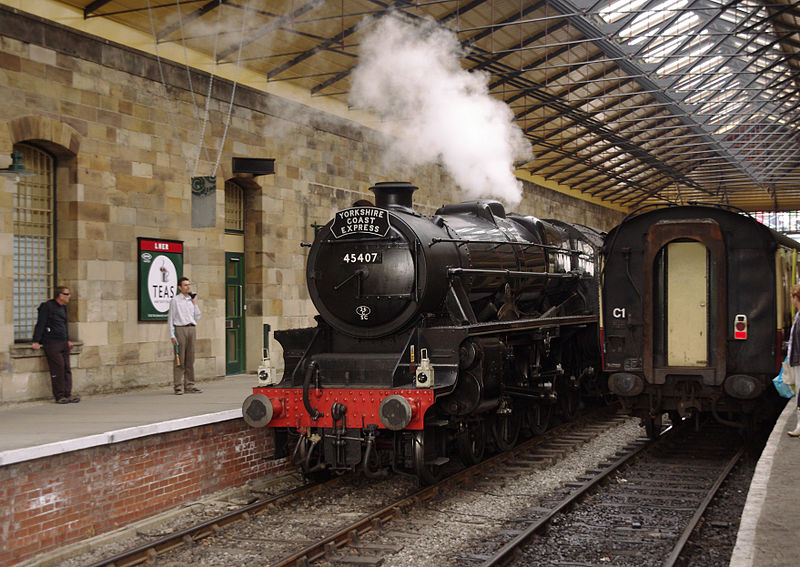 YORKSHIRE
COAST
EXPRESS
45407
LNER
TEAS
C1